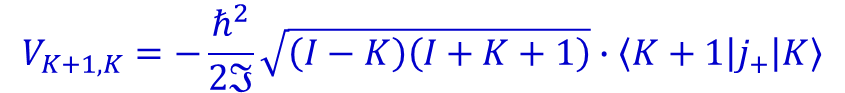 $V_{K+1,K} = -\frac{\hbar^2}{2\mathfrak{I}}\sqrt{(I-K)(I+K+1)} \cdot \langle K+1|j_+|K\rangle$